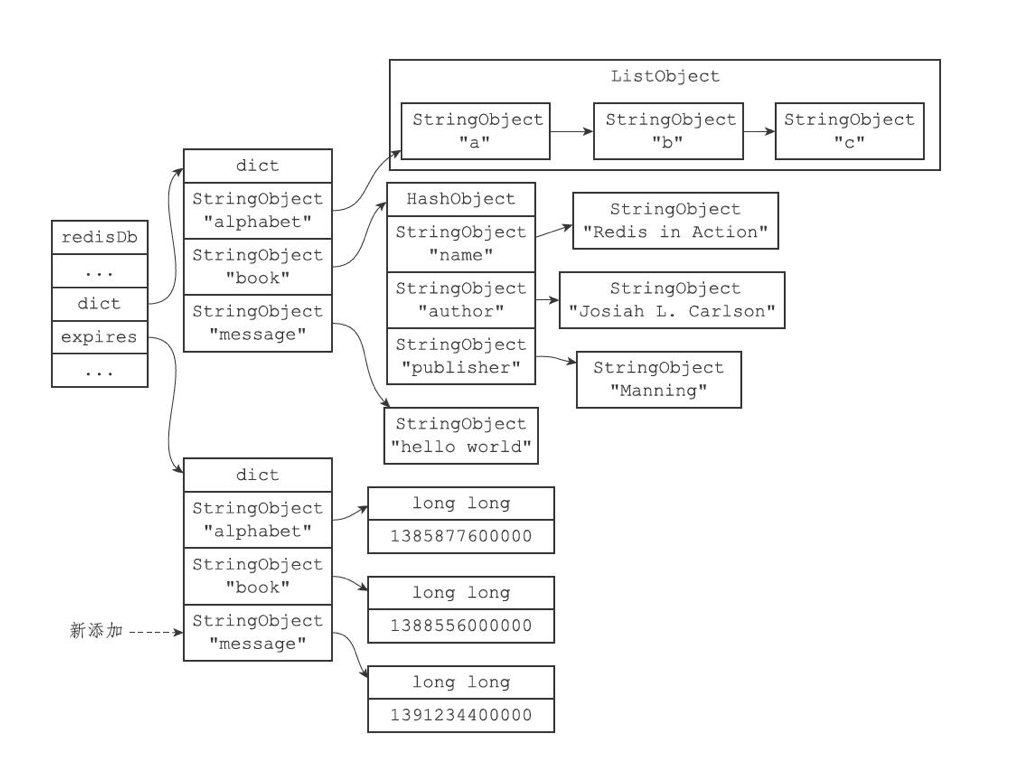 redisDb
...
dict
expires
...
dict
StringObject
"alphabet"
StringObject
"book"
StringObject
"message"
ListObject
StringObject
"a"
StringObject
"b"
StringObject
"c"
HashObject
StringObject
"name"
StringObject
"author"
StringObject
"publisher"
StringObject
"Redis in Action"
StringObject
"Josiah L. Carlson"
StringObject
"Manning"
StringObject
"hello world"
dict
StringObject
"alphabet"
StringObject
"book"
StringObject
"message"
新添加
long long
1385877600000
long long
1388556000000
long long
1391234400000